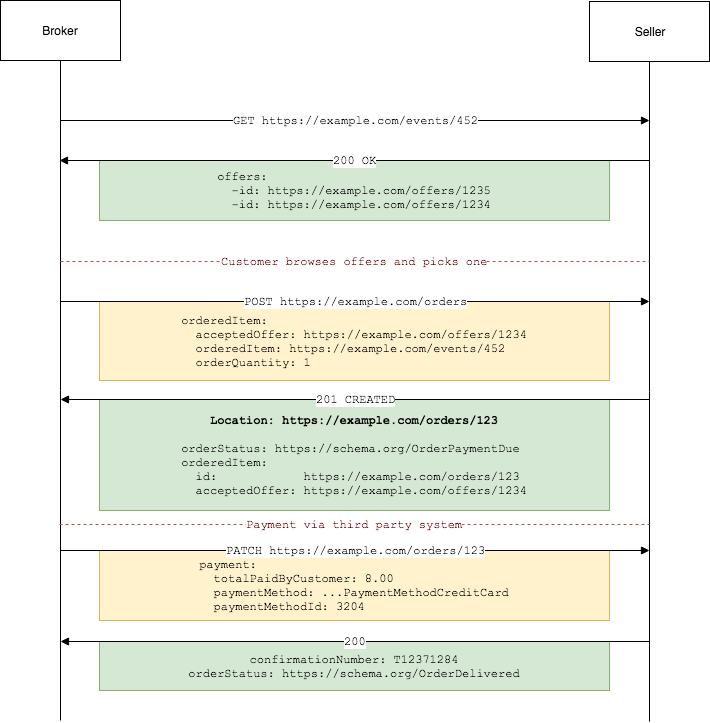 Broker
Seller
GET https://example.com/events/452
200 OK
offers:
-id: https://example.com/offers/1235
-id: https://example.com/offers/1234
Customer browses offers and picks one
POST https://example.com/orders
orderedItem:
acceptedOffer: https://example.com/offers/1234
orderedItem: https://example.com/events/452
orderQuantity: 1
201 CREATED
Location: https://example.com/orders/123
orderStatus: https://schema.org/OrderPaymentDue
orderedItem:
id: https://example.com/orders/123
acceptedOffer: https://example.com/offers/1234
Payment via third party system
PATCH https://example.com/orders/123
payment:
totalPaidByCustomer: 8.00
paymentMethod: ...PaymentMethodCreditCard
paymentMethodId: 3204
200
confirmationNumber: T12371284
orderStatus: https://schema.org/OrderDelivered